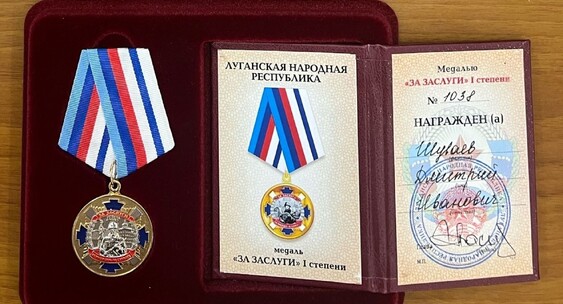 ЛУГАНСКАЯ НАРОДНАЯ
РЕСПУБЛИКА
медаль
«ЗА ЗАСЛУГИ» I степени
Медалью
«ЗА ЗАСЛУГИ» I степени
№ 1038
НАГРАЖДЕН (а)
Шугаев
Дмитрий
Иванович
М.П.